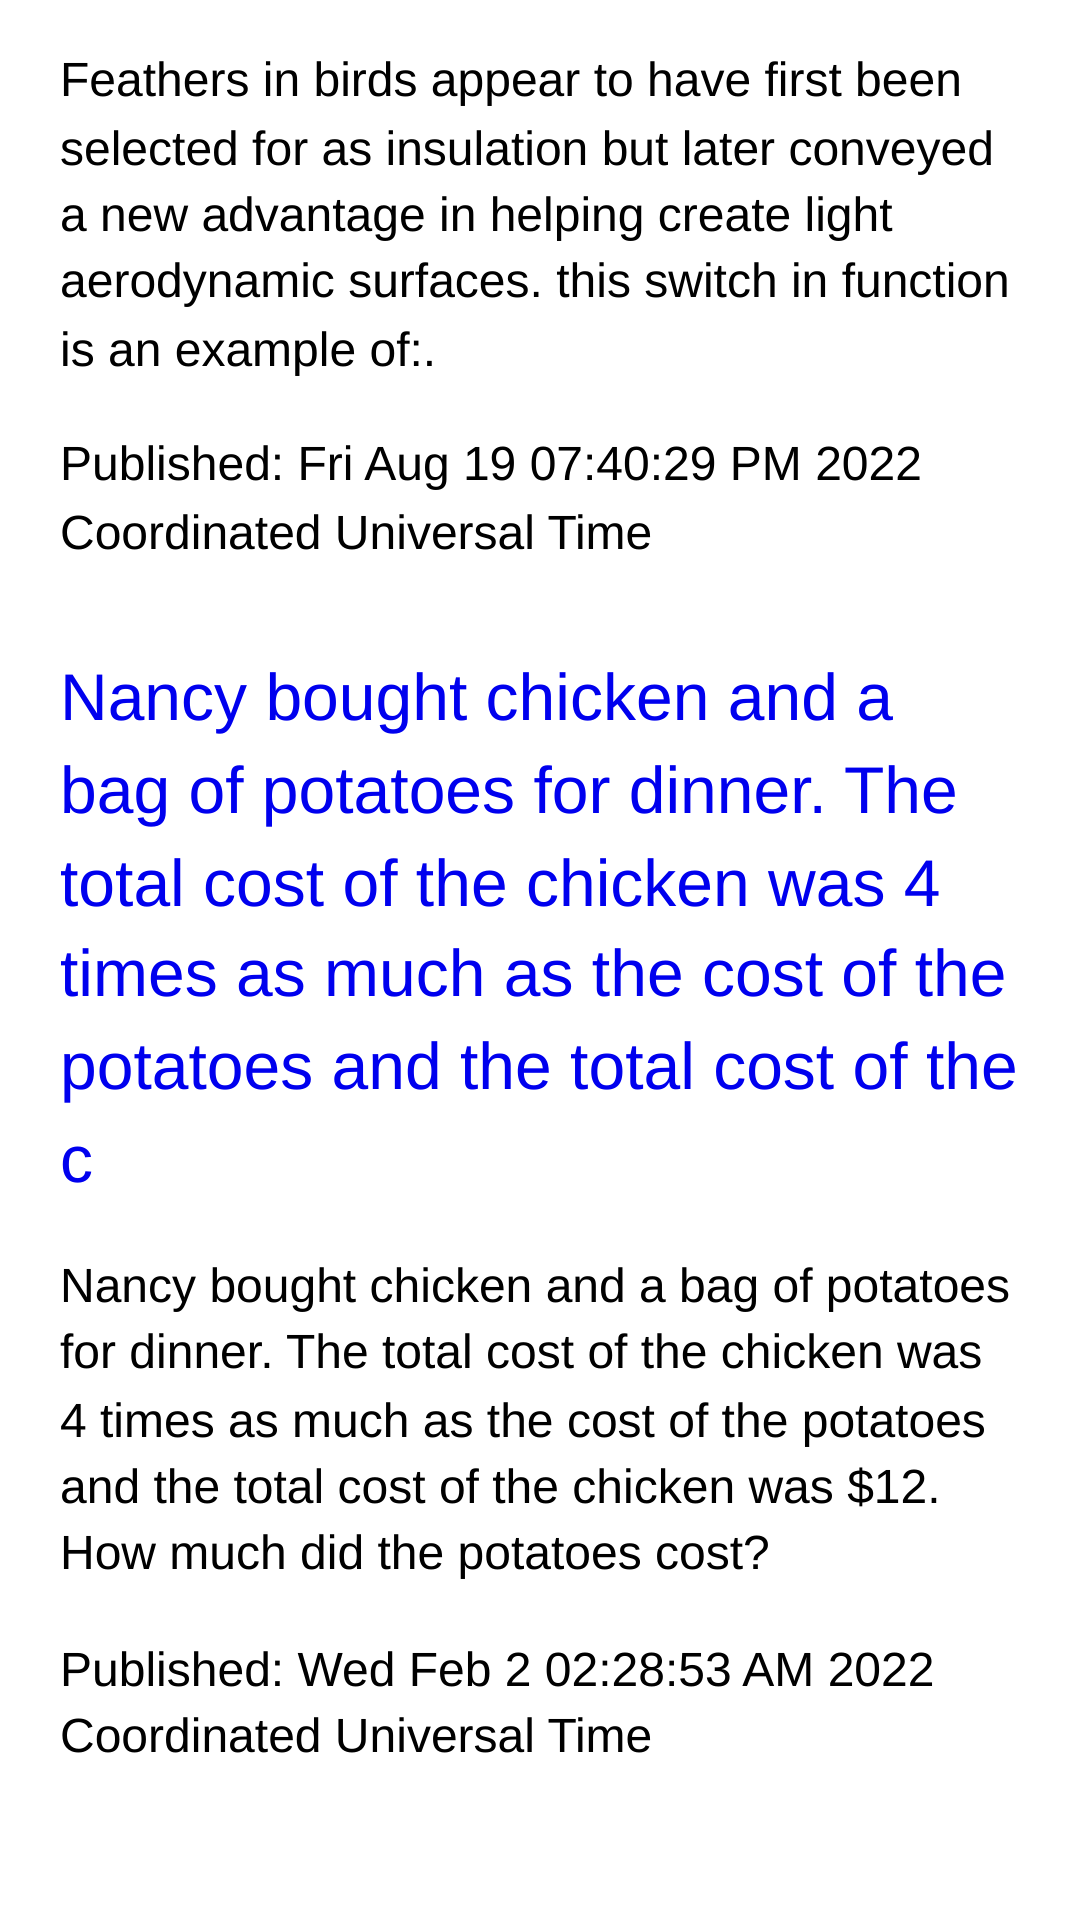 Feathers in birds appear to have first been
selected for as insulation but later conveyed
a new advantage in helping create light
aerodynamic surfaces. this switch in function
is an example of:.
Published: Fri Aug 19 07:40:29 PM 2022
Coordinated Universal Time
Nancy bought chicken and a
bag of potatoes for dinner. The
total cost of the chicken was 4
times as much as the cost of the
potatoes and the total cost of the
c
Nancy bought chicken and a bag of potatoes
for dinner. The total cost of the chicken was
4 times as much as the cost of the potatoes
and the total cost of the chicken was $12.
How much did the potatoes cost?
Published: Wed Feb 2 02:28:53 AM 2022
Coordinated Universal Time